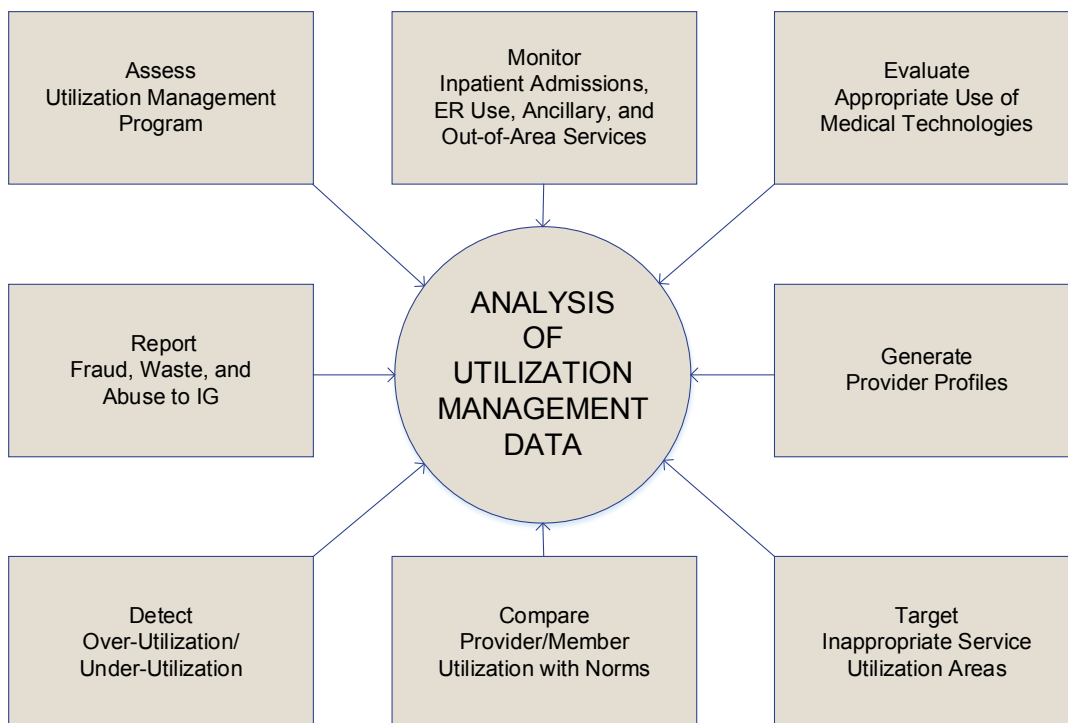 Assess
Utilization Management
Program
Monitor
Inpatient Admissions,
ER Use, Ancillary, and
Out-of-Area Services
Evaluate
Appropriate Use of
Medical Technologies
Report
Fraud, Waste, and
Abuse to IG
ANALYSIS
OF
UTILIZATION
MANAGEMENT
DATA
Generate
Provider Profiles
Detect
Over-Utilization/
Under-Utilization
Compare
Provider/Member
Utilization with Norms
Target
Inappropriate Service
Utilization Areas